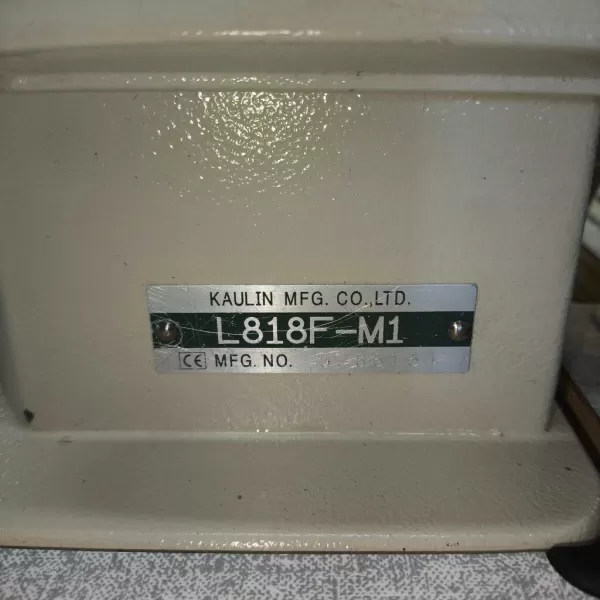 KAULIN MFG. CO.,LTD.
L818F-M1
CE MFG. NO.